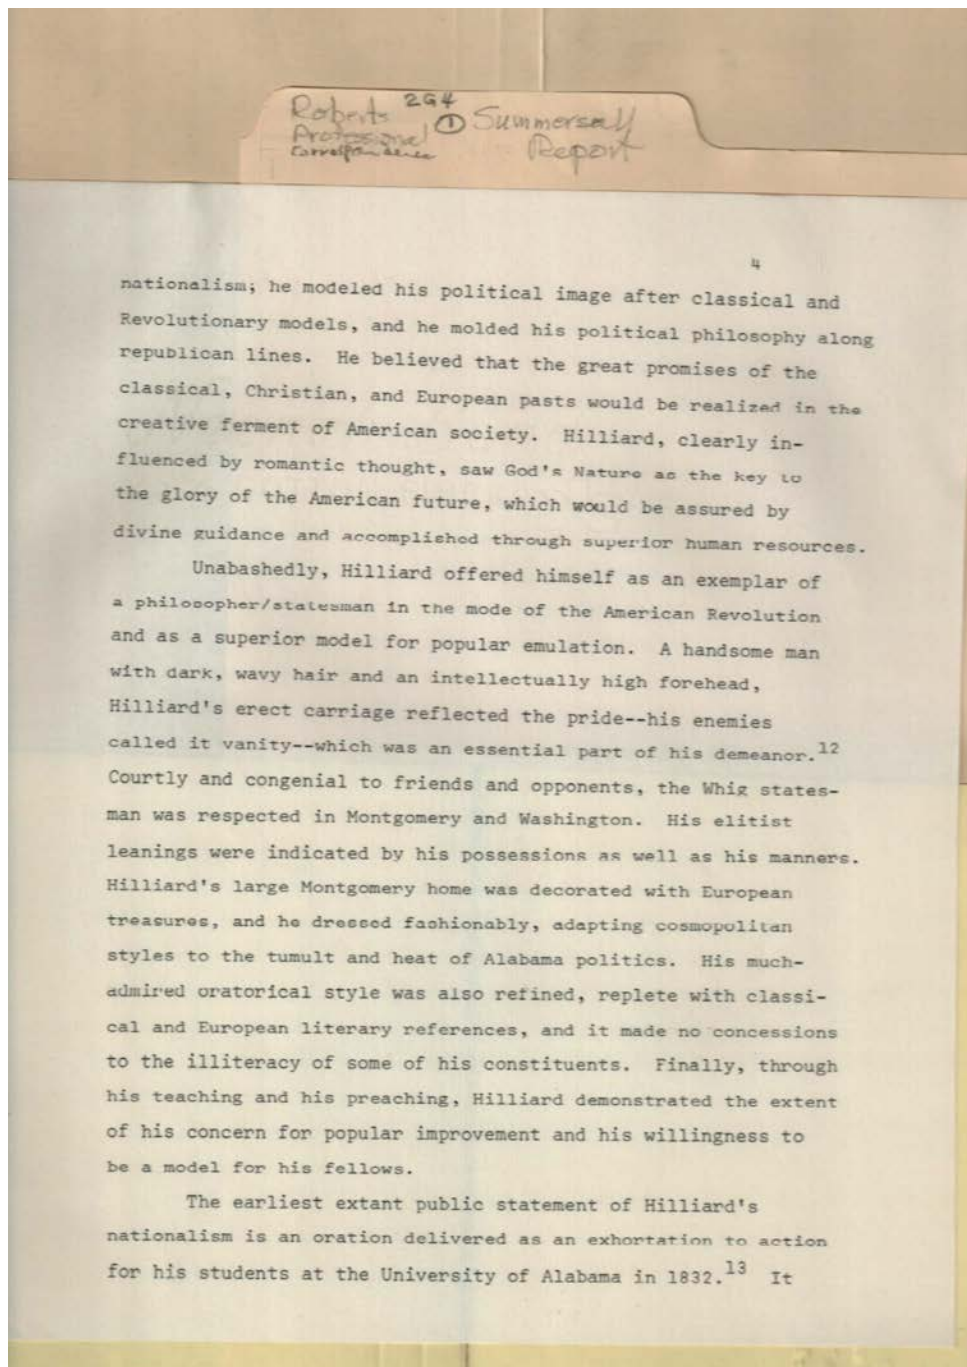 Roberts 2G4 ① Summersell
Professional Report
Correspondence
4
nationalism; he modeled his political image after classical and
Revolutionary models, and he molded his political philosophy along
republican lines.  He believed that the great promises of the
classical, Christian, and European pasts would be realized in the
creative ferment of American society.  Hilliard, clearly in-
fluenced by romantic thought, saw God's Nature as the key to
the glory of the American future, which would be assured by
divine guidance and accomplished through superior human resources.
Unabashedly, Hilliard offered himself as an exemplar of
a philosopher/statesman in the mode of the American Revolution
and as a superior model for popular emulation.  A handsome man
with dark, wavy hair and an intellectually high forehead,
Hilliard's erect carriage reflected the pride--his enemies
called it vanity--which was an essential part of his demeanor.12
Courtly and congenial to friends and opponents, the Whig states-
man was respected in Montgomery and Washington.  His elitist
leanings were indicated by his possessions as well as his manners.
Hilliard's large Montgomery home was decorated with European
treasures, and he dressed fashionably, adapting cosmopolitan
styles to the tumult and heat of Alabama politics.  His much-
admired oratorical style was also refined, replete with classi-
cal and European literary references, and it made no concessions
to the illiteracy of some of his constituents.  Finally, through
his teaching and his preaching, Hilliard demonstrated the extent
of his concern for popular improvement and his willingness to
be a model for his fellows.
The earliest extant public statement of Hilliard's
nationalism is an oration delivered as an exhortation to action
for his students at the University of Alabama in 1832.13  It